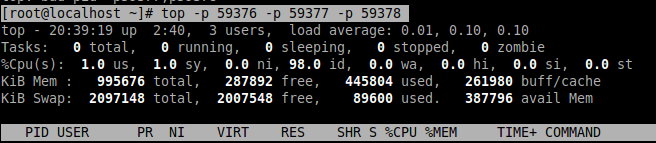 [root@localhost ~]# top -p 59376 -p 59377 -p 59378
top - 20:39:19 up  2:40,  3 users,  load average: 0.01, 0.10, 0.10
Tasks:   0 total,   0 running,   0 sleeping,   0 stopped,   0 zombie
%Cpu(s):  1.0 us,  1.0 sy,  0.0 ni, 98.0 id,  0.0 wa,  0.0 hi,  0.0 si,  0.0 st
KiB Mem :   995676 total,   287892 free,   445804 used,   261980 buff/cache
KiB Swap:  2097148 total,  2007548 free,    89600 used.   387796 avail Mem
PID USER      PR  NI    VIRT    RES    SHR S %CPU %MEM     TIME+ COMMAND